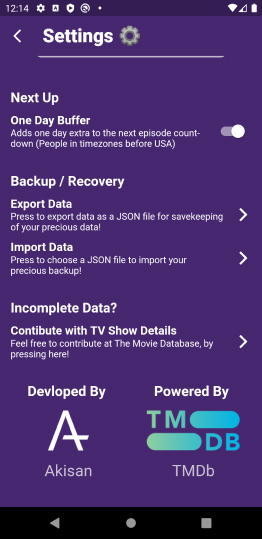 12:14
Settings
Next Up
One Day Buffer
Adds one day extra to the next episode count-
down (People in timezones before USA)
Backup / Recovery
Export Data
Press to export data as a JSON file for savekeeping
of your precious data!
Import Data
Press to choose a JSON file to import your
precious backup!
Incomplete Data?
Contibute with TV Show Details
Feel free to contribute at The Movie Database, by
pressing here!
Devloped By
Powered By
TM
DB
Akisan
TMDb